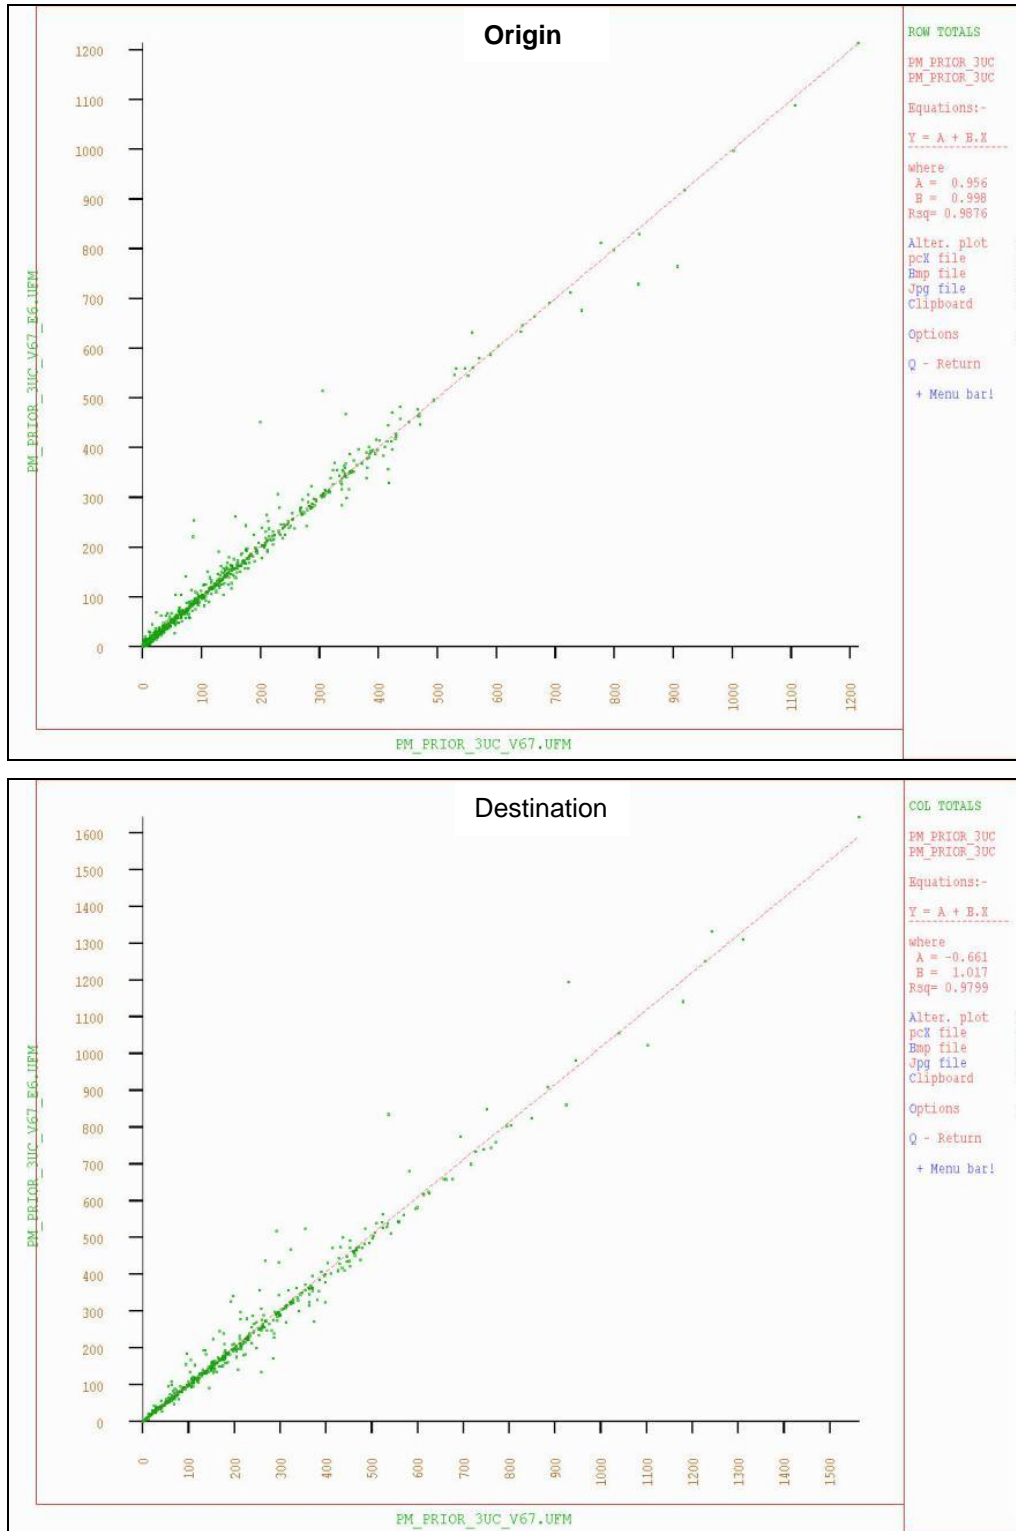 Origin
1200
1100
1000
900
800
700
600
500
400
300
200
100
0
PM_PRIOR_3UC_V67_E6.UFM
0 100 200 300 400 500 600 700 800 900 1000 1100 1200
PM_PRIOR_3UC_V67.UFM
ROW TOTALS
PM_PRIOR_3UC
PM_PRIOR_3UC
Equations:-
Y = A + B.X
where
A = 0.956
B = 0.998
Rsq= 0.9876
Alter. plot
pcX file
Bmp file
Jpg file
Clipboard
Options
Q - Return
+ Menu bar!
Destination
1600
1500
1400
1300
1200
1100
1000
900
800
700
600
500
400
300
200
100
0
PM_PRIOR_3UC_V67_E6.UFM
0 100 200 300 400 500 600 700 800 900 1000 1100 1200 1300 1400 1500
PM_PRIOR_3UC_V67.UFM
COL TOTALS
PM_PRIOR_3UC
PM_PRIOR_3UC
Equations:-
Y = A + B.X
where
A = -0.661
B = 1.017
Rsq= 0.9799
Alter. plot
pcX file
Bmp file
Jpg file
Clipboard
Options
Q - Return
+ Menu bar!